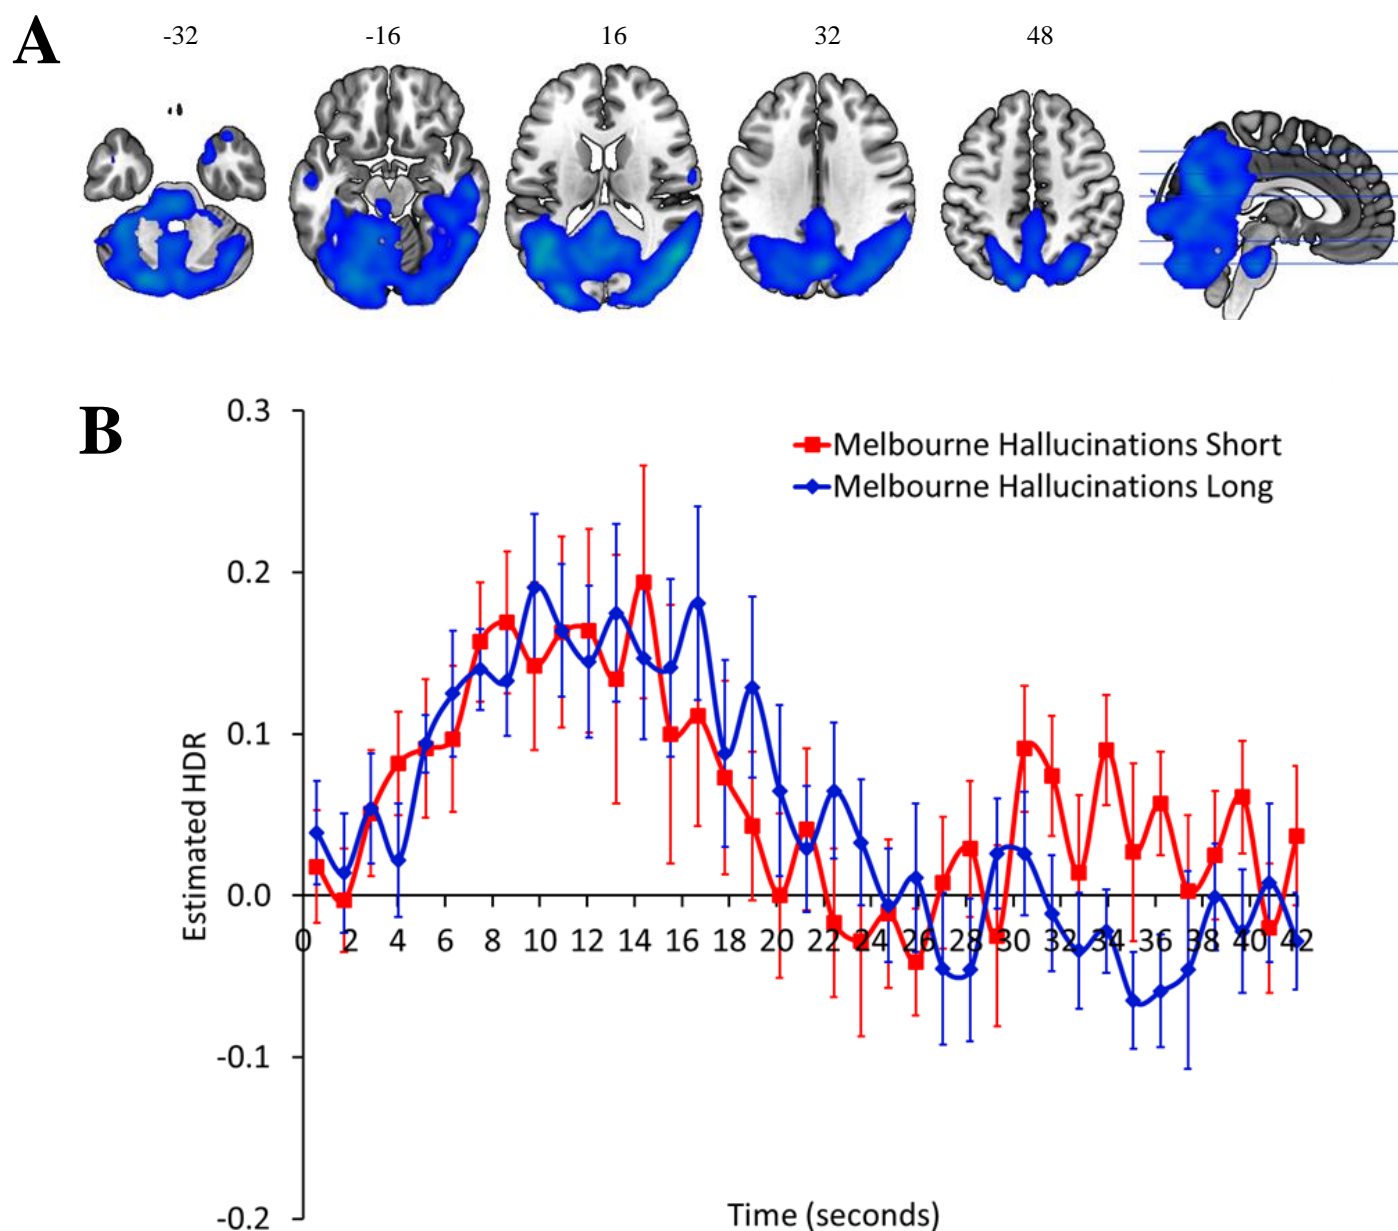 A
-32 -16 16 32 48
B
0.3
Melbourne Hallucinations Short
Melbourne Hallucinations Long
0.2
0.1
Estimated HDR
0.0
0 2 4 6 8 10 12 14 16 18 20 22 24 26 28 30 32 34 36 38 40 42
-0.1
Time (seconds)
-0.2